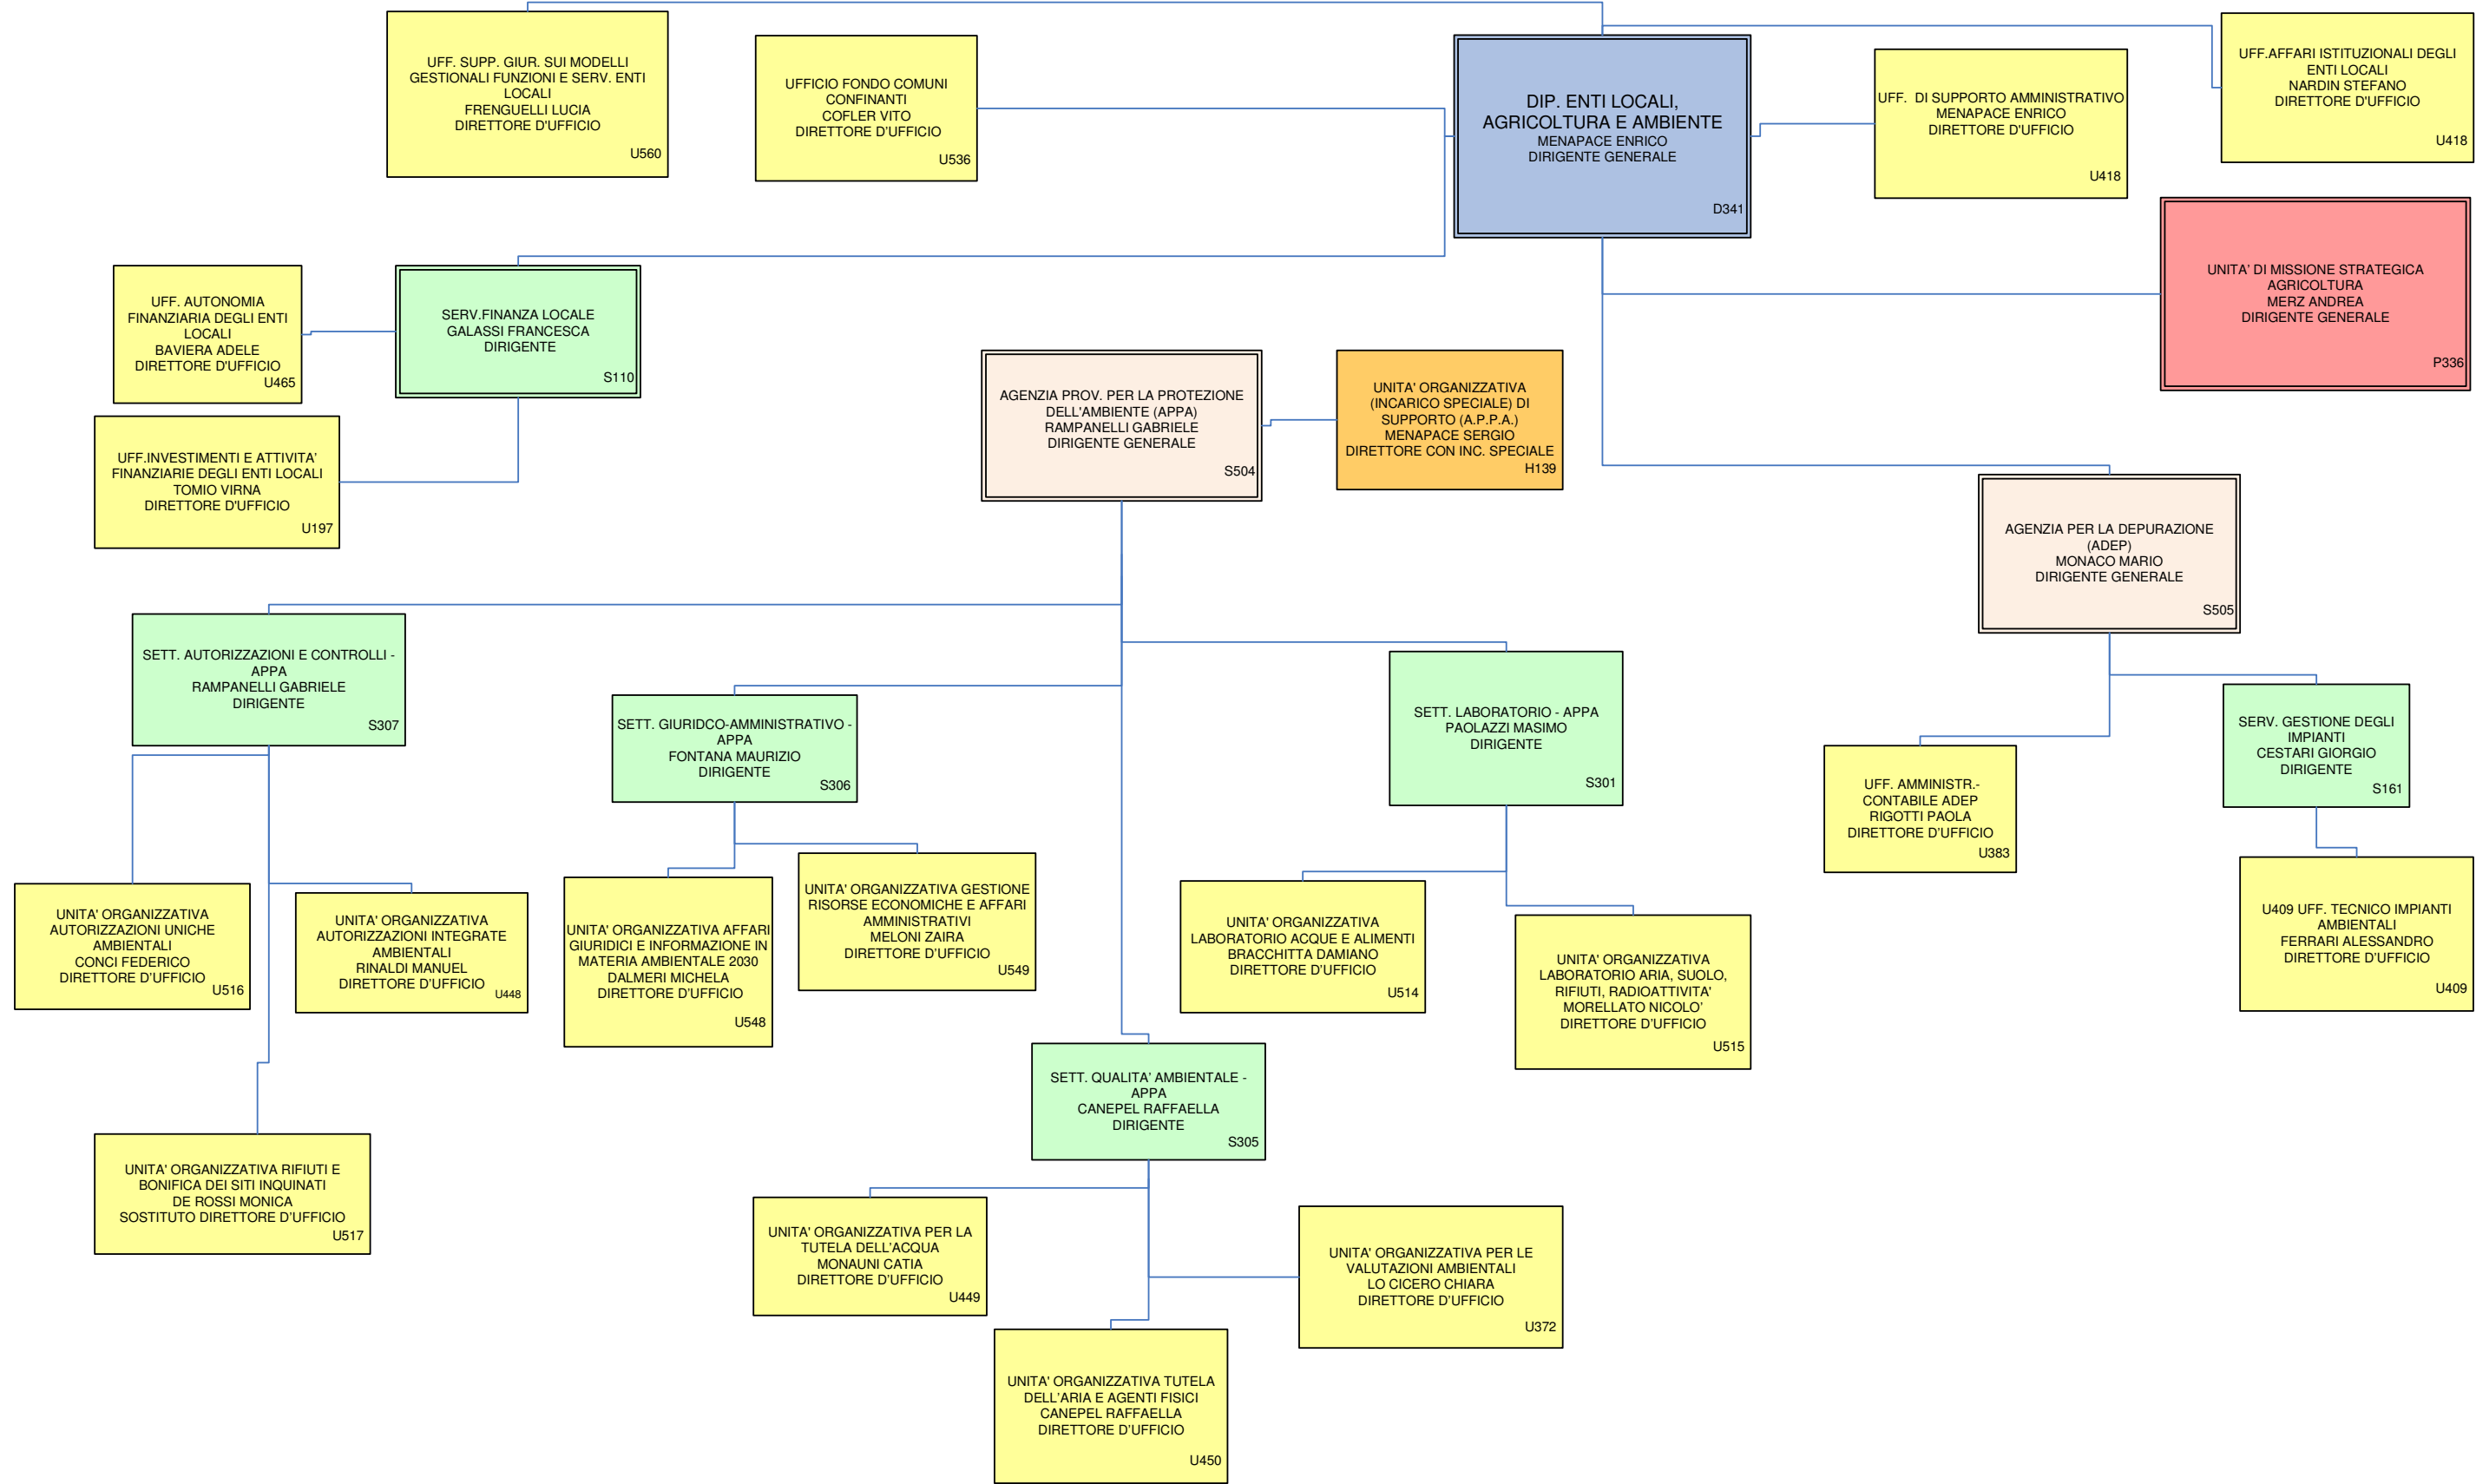 UFF. SUPP. GIUR. SUI MODELLI
GESTIONALI FUNZIONI E SERV. ENTI
LOCALI
FRENGUELLI LUCIA
DIRETTORE D'UFFICIO
U560
UFFICIO FONDO COMUNI
CONFINANTI
COFLER VITO
DIRETTORE D'UFFICIO
U536
DIP. ENTI LOCALI,
AGRICOLTURA E AMBIENTE
MENAPACE ENRICO
DIRIGENTE GENERALE
D341
UFF.  DI SUPPORTO AMMINISTRATIVO
MENAPACE ENRICO
DIRETTORE D'UFFICIO
U418
UFF.AFFARI ISTITUZIONALI DEGLI
ENTI LOCALI
NARDIN STEFANO
DIRETTORE D'UFFICIO
U418
UNITA' DI MISSIONE STRATEGICA
AGRICOLTURA
MERZ ANDREA
DIRIGENTE GENERALE
P336
UFF. AUTONOMIA
FINANZIARIA DEGLI ENTI
LOCALI
BAVIERA ADELE
DIRETTORE D'UFFICIO
U465
SERV.FINANZA LOCALE
GALASSI FRANCESCA
DIRIGENTE
S110
UFF.INVESTIMENTI E ATTIVITA'
FINANZIARIE DEGLI ENTI LOCALI
TOMIO VIRNA
DIRETTORE D'UFFICIO
U197
AGENZIA PROV. PER LA PROTEZIONE
DELL'AMBIENTE (APPA)
RAMPANELLI GABRIELE
DIRIGENTE GENERALE
S504
UNITA' ORGANIZZATIVA
(INCARICO SPECIALE) DI
SUPPORTO (A.P.P.A.)
MENAPACE SERGIO
DIRETTORE CON INC. SPECIALE
H139
AGENZIA PER LA DEPURAZIONE
(ADEP)
MONACO MARIO
DIRIGENTE GENERALE
S505
SETT. AUTORIZZAZIONI E CONTROLLI -
APPA
RAMPANELLI GABRIELE
DIRIGENTE
S307
SETT. GIURIDCO-AMMINISTRATIVO -
APPA
FONTANA MAURIZIO
DIRIGENTE
S306
SETT. LABORATORIO - APPA
PAOLAZZI MASIMO
DIRIGENTE
S301
UFF. AMMINISTR.-
CONTABILE ADEP
RIGOTTI PAOLA
DIRETTORE D'UFFICIO
U383
SERV. GESTIONE DEGLI
IMPIANTI
CESTARI GIORGIO
DIRIGENTE
S161
UNITA' ORGANIZZATIVA
AUTORIZZAZIONI UNICHE
AMBIENTALI
CONCI FEDERICO
DIRETTORE D'UFFICIO
U516
UNITA' ORGANIZZATIVA
AUTORIZZAZIONI INTEGRATE
AMBIENTALI
RINALDI MANUEL
DIRETTORE D'UFFICIO
U448
UNITA' ORGANIZZATIVA AFFARI
GIURIDICI E INFORMAZIONE IN
MATERIA AMBIENTALE 2030
DALMERI MICHELA
DIRETTORE D'UFFICIO
U548
UNITA' ORGANIZZATIVA GESTIONE
RISORSE ECONOMICHE E AFFARI
AMMINISTRATIVI
MELONI ZAIRA
DIRETTORE D'UFFICIO
U549
UNITA' ORGANIZZATIVA
LABORATORIO ACQUE E ALIMENTI
BRACCHITTA DAMIANO
DIRETTORE D'UFFICIO
U514
UNITA' ORGANIZZATIVA
LABORATORIO ARIA, SUOLO,
RIFIUTI, RADIOATTIVITA'
MORELLATO NICOLO'
DIRETTORE D'UFFICIO
U515
U409 UFF. TECNICO IMPIANTI
AMBIENTALI
FERRARI ALESSANDRO
DIRETTORE D'UFFICIO
U409
UNITA' ORGANIZZATIVA RIFIUTI E
BONIFICA DEI SITI INQUINATI
DE ROSSI MONICA
SOSTITUTO DIRETTORE D'UFFICIO
U517
SETT. QUALITA' AMBIENTALE -
APPA
CANEPEL RAFFAELLA
DIRIGENTE
S305
UNITA' ORGANIZZATIVA PER LA
TUTELA DELL'ACQUA
MONAUNI CATIA
DIRETTORE D'UFFICIO
U449
UNITA' ORGANIZZATIVA PER LE
VALUTAZIONI AMBIENTALI
LO CICERO CHIARA
DIRETTORE D'UFFICIO
U372
UNITA' ORGANIZZATIVA TUTELA
DELL'ARIA E AGENTI FISICI
CANEPEL RAFFAELLA
DIRETTORE D'UFFICIO
U450